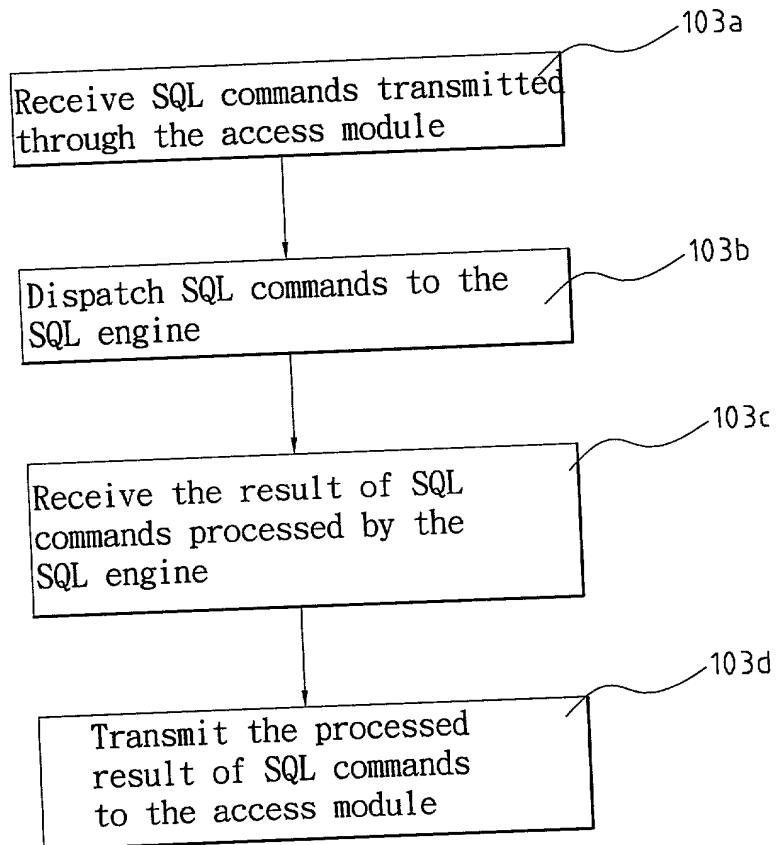 103a
Receive SQL commands transmitted
through the access module
103b
Dispatch SQL commands to the
SQL engine
103c
Receive the result of SQL
commands processed by the
SQL engine
103d
Transmit the processed
result of SQL commands
to the access module